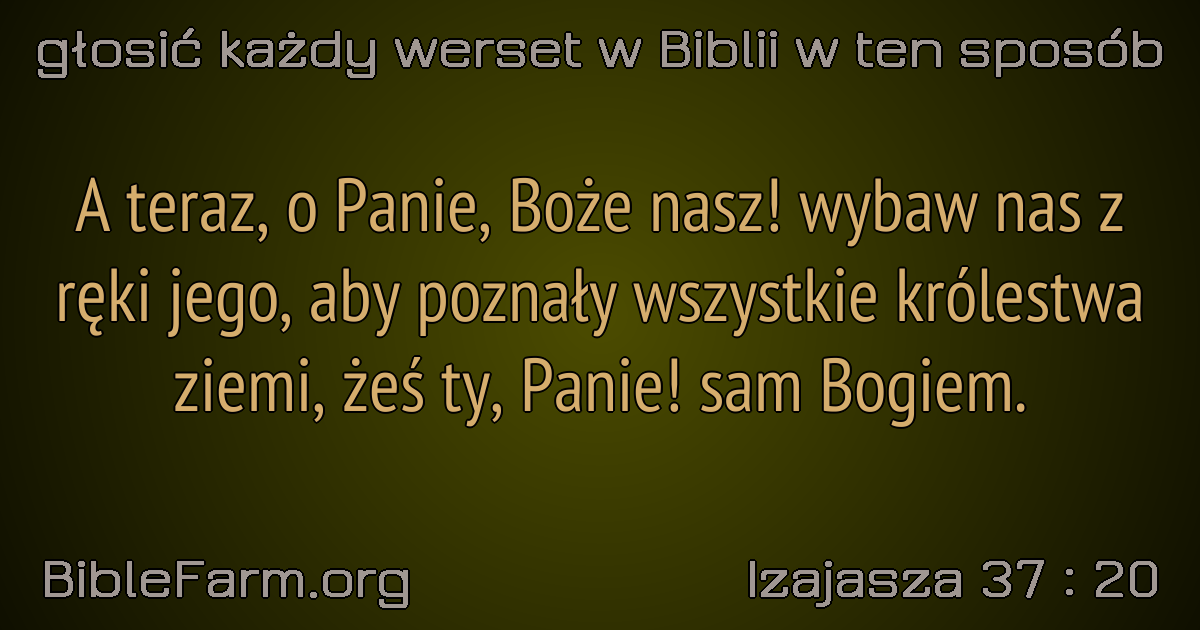 głosić każdy werset w Biblii w ten sposób
A teraz, o Panie, Boże nasz! wybaw nas z
ręki jego, aby poznały wszystkie królestwa
ziemi, żeś ty, Panie! sam Bogiem.
BibleFarm.org
Izajasza 37 : 20